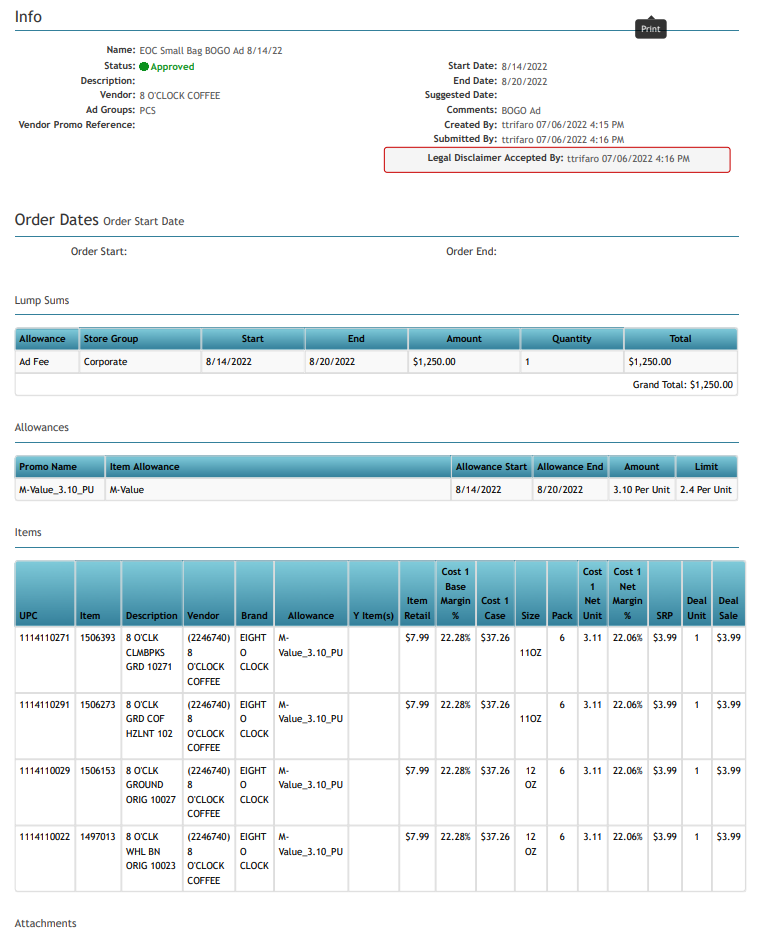 Info
Print
Name: EOC Small Bag BOGO Ad 8/14/22
Status: Approved
Start Date: 8/14/2022
Description:
End Date: 8/20/2022
Vendor: 8 O'CLOCK COFFEE
Suggested Date:
Ad Groups: PCS
Comments: BOGO Ad
Vendor Promo Reference:
Created By: ttrifaro 07/06/2022 4:15 PM
Submitted By: ttrifaro 07/06/2022 4:16 PM
Legal Disclaimer Accepted By: ttrifaro 07/06/2022 4:16 PM
Order Dates Order Start Date
Order Start: Order End:
Lump Sums
Allowance Store Group Start End Amount Quantity Total
Ad Fee Corporate 8/14/2022 8/20/2022 $1,250.00 1 $1,250.00
Grand Total: $1,250.00
Allowances
Promo Name Item Allowance Allowance Start Allowance End Amount Limit
M-Value_3.10_PU M-Value 8/14/2022 8/20/2022 3.10 Per Unit 2.4 Per Unit
Items
Cost 1 Cost Cost 1
Base 1 Net
Item Margin Cost 1 Net Margin Deal Deal
UPC Item Description Vendor Brand Allowance Y Item(s) Retail % Case Size Pack Unit % SRP Unit Sale
1114110271 1506393 8 O'CLK (2246740) EIGHT M- $7.99 22.28% $37.26 6 3.11 22.06% $3.99 1 $3.99
CLMBPKS 8 O Value_3.10_PU 11OZ
GRD 10271 O'CLOCK CLOCK
COFFEE
1114110291 1506273 8 O'CLK (2246740) EIGHT M- $7.99 22.28% $37.26 6 3.11 22.06% $3.99 1 $3.99
GRD COF 8 O Value_3.10_PU 11OZ
HZLNT 102 O'CLOCK CLOCK
COFFEE
1114110029 1506153 8 O'CLK (2246740) EIGHT M- $7.99 22.28% $37.26 12 6 3.11 22.06% $3.99 1 $3.99
GROUND 8 O Value_3.10_PU OZ
ORIG 10027 O'CLOCK CLOCK
COFFEE
1114110022 1497013 8 O'CLK (2246740) EIGHT M- $7.99 22.28% $37.26 12 6 3.11 22.06% $3.99 1 $3.99
WHL BN 8 O Value_3.10_PU OZ
ORIG 10023 O'CLOCK CLOCK
COFFEE
Attachments